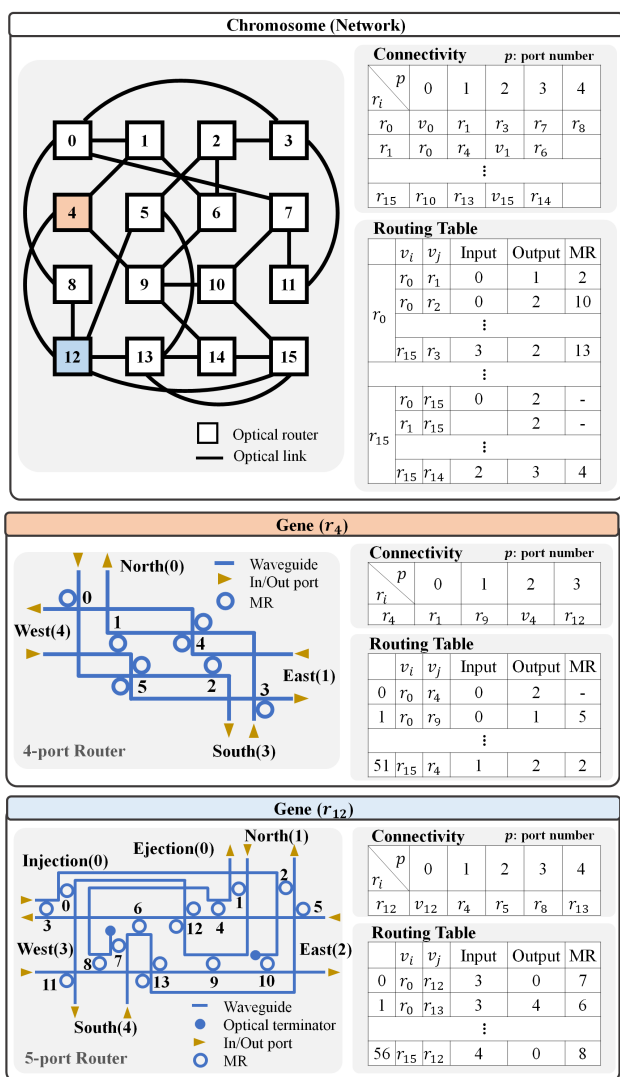 Chromosome (Network)
0 1 2 3
4 5 6 7
8 9 10 11
12 13 14 15
Optical router
Optical link
Connectivity p: port number
r_i p 0 1 2 3 4
r_0 v_0 r_1 r_3 r_7 r_8
r_1 r_0 r_4 v_1 r_6
⋮
r_15 r_10 r_13 v_15 r_14
Routing Table
v_i v_j Input Output MR
r_0 r_0 r_1 0 1 2
r_0 r_2 0 2 10
⋮
r_15 r_3 3 2 13
⋮
r_15 r_0 r_15 0 2 -
r_1 r_15 2 -
⋮
r_15 r_14 2 3 4
Gene (r_4)
North(0)
0
West(4)
1
4
5
2
3
East(1)
South(3)
4-port Router
Waveguide
In/Out port
MR
Connectivity p: port number
r_i p 0 1 2 3
r_4 r_1 r_9 v_4 r_12
Routing Table
v_i v_j Input Output MR
0 r_0 r_4 0 2 -
1 r_0 r_9 0 1 5
⋮
51 r_15 r_4 1 2 2
Gene (r_12)
Injection(0)
Ejection(0)
North(1)
0 1 2
3 6 12 4 5
West(3)
East(2)
8 7
11 13 9 10
South(4)
5-port Router
Waveguide
Optical terminator
In/Out port
MR
Connectivity p: port number
r_i p 0 1 2 3 4
r_12 v_12 r_4 r_5 r_8 r_13
Routing Table
v_i v_j Input Output MR
0 r_0 r_12 3 0 7
1 r_0 r_13 3 4 6
⋮
56 r_15 r_12 4 0 8